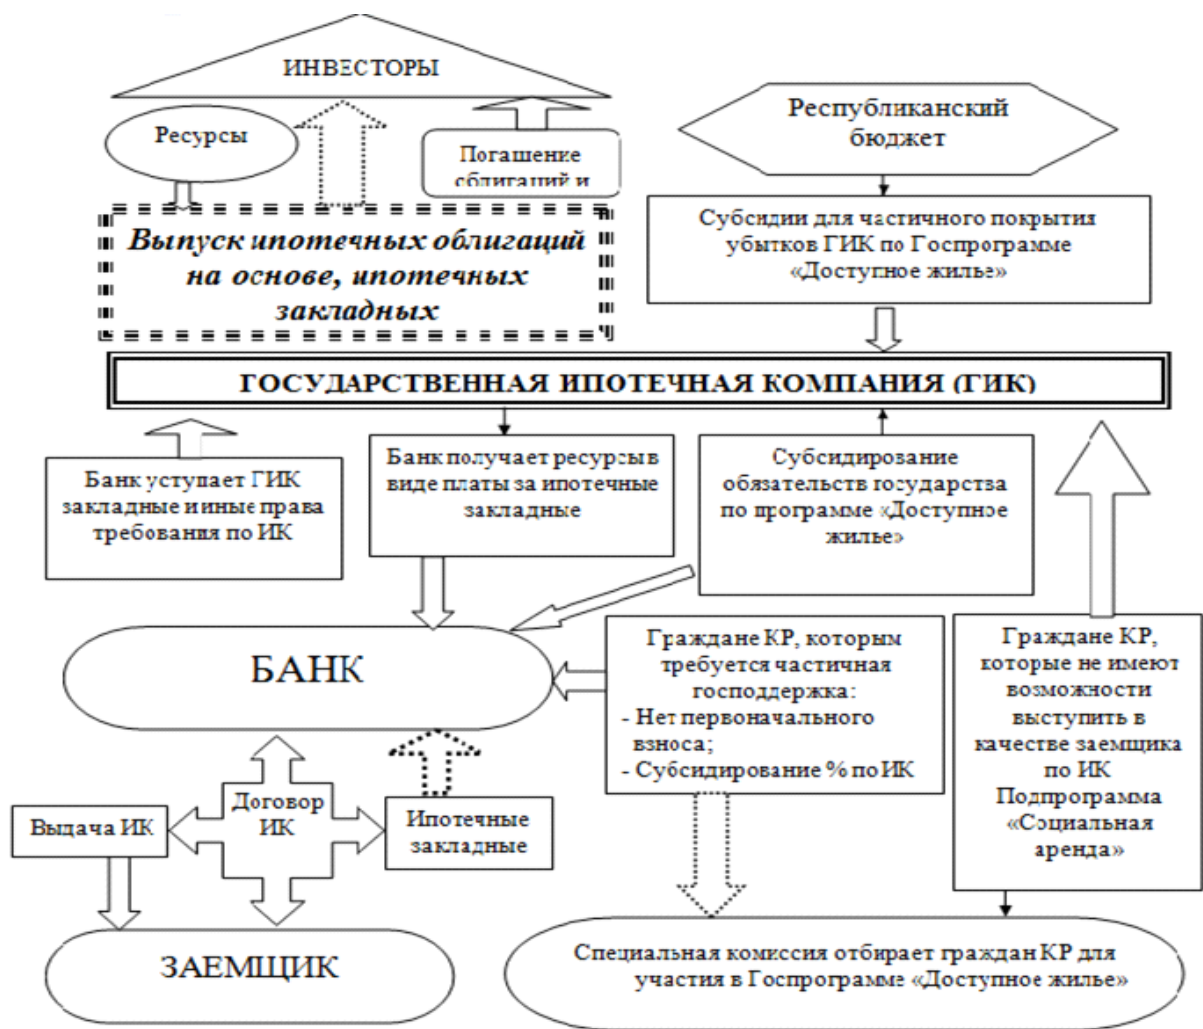 ИНВЕСТОРЫ
Ресурсы
Погашение
сблигаций и
Республиканский
бюджет
Выпуск ипотечных облигаций
на основе, ипотечных
закладных
Субсидии для частичного покрытия
убытков ГИК по Госпрограмме
«Доступное жилье»
ГОСУДАРСТВЕННАЯ ИПОТЕЧНАЯ КОМПАНИЯ (ГИК)
Банк уступает ГИК
закладные и иные права
требования по ИК
Банк получает ресурсы в
виде платы за ипотечные
закладные
Субсидирование
обязательств государства
по программе «Доступное
жилье»
БАНК
Граждане КР, которым
требуется частичная
господдержка:
- Нет первоначального
взноса;
- Субсидирование % по ИК
Граждане КР,
которые не имеют
возможности
выступить в
качестве заемщика
по ИК
Подпрограмма
«Социальная
аренда»
Выдача ИК
Договор
ИК
Ипотечные
закладные
ЗАЕМЩИК
Специальная комиссия отбирает граждан КР для
участия в Госпрограмме «Доступное жилье»